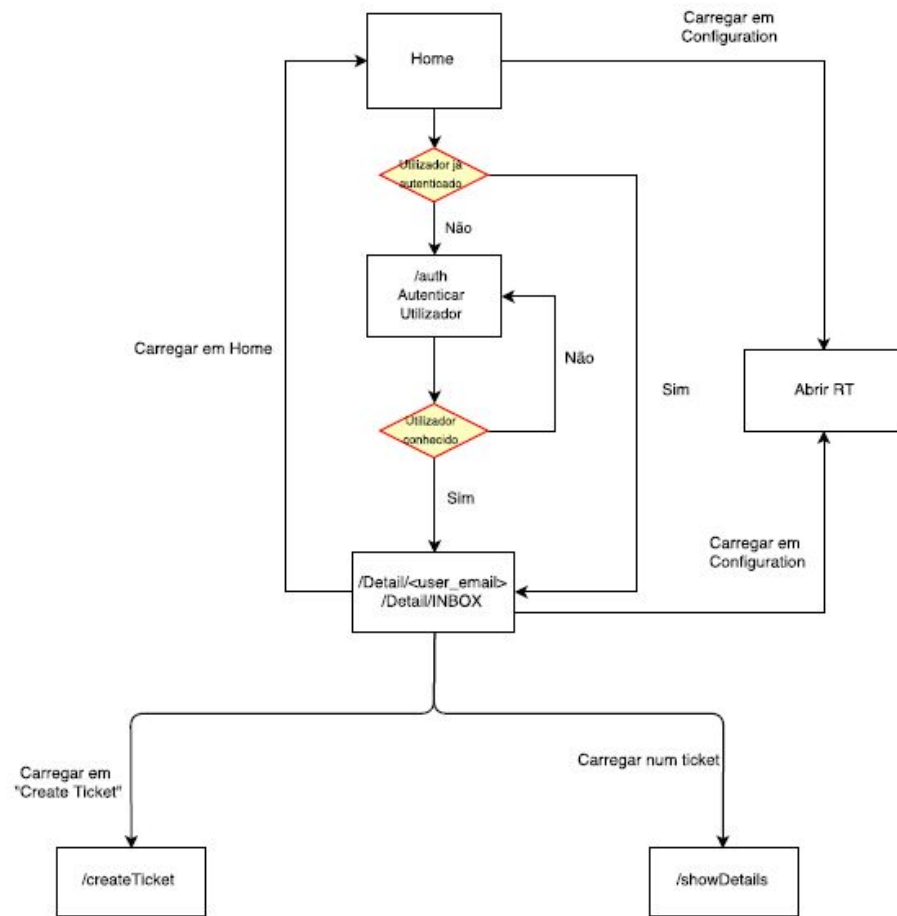 Carregar em
Configuration
Home
Utilizador já
autenticado
Não
/auth
Autenticar
Utilizador
Carregar em Home
Não
Sim
Abrir RT
Utilizador
conhecido
Sim
Carregar em
Configuration
/Detail/<user_email>
/Detail/INBOX
Carregar em
"Create Ticket"
Carregar num ticket
/createTicket
/showDetails